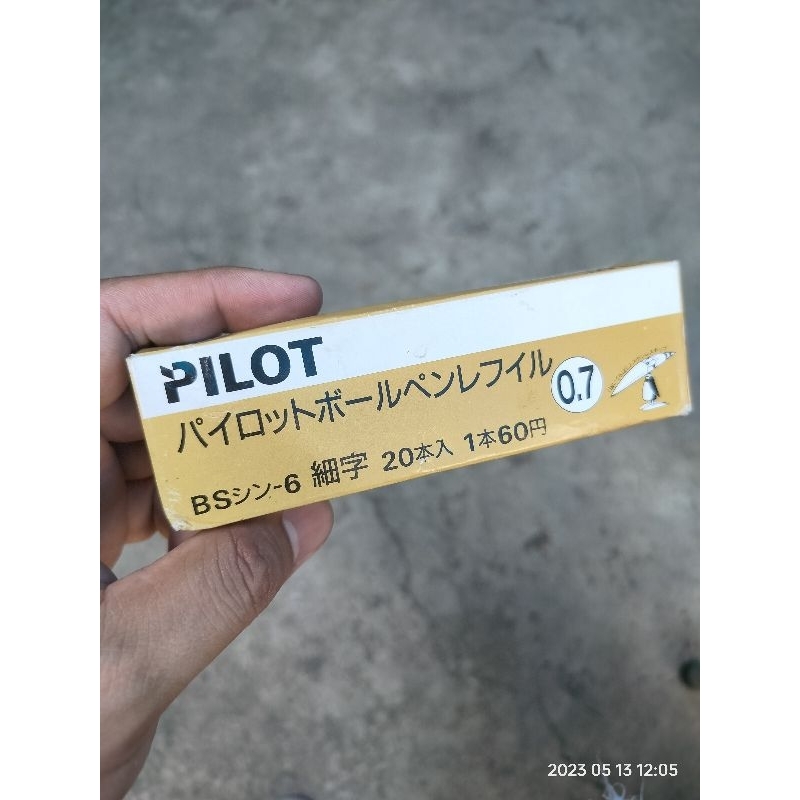 PILOT
パイロットボールペンレフイル 0.7
BSシン-6 細字 20本入 1本60円
2023 05 13 12:05